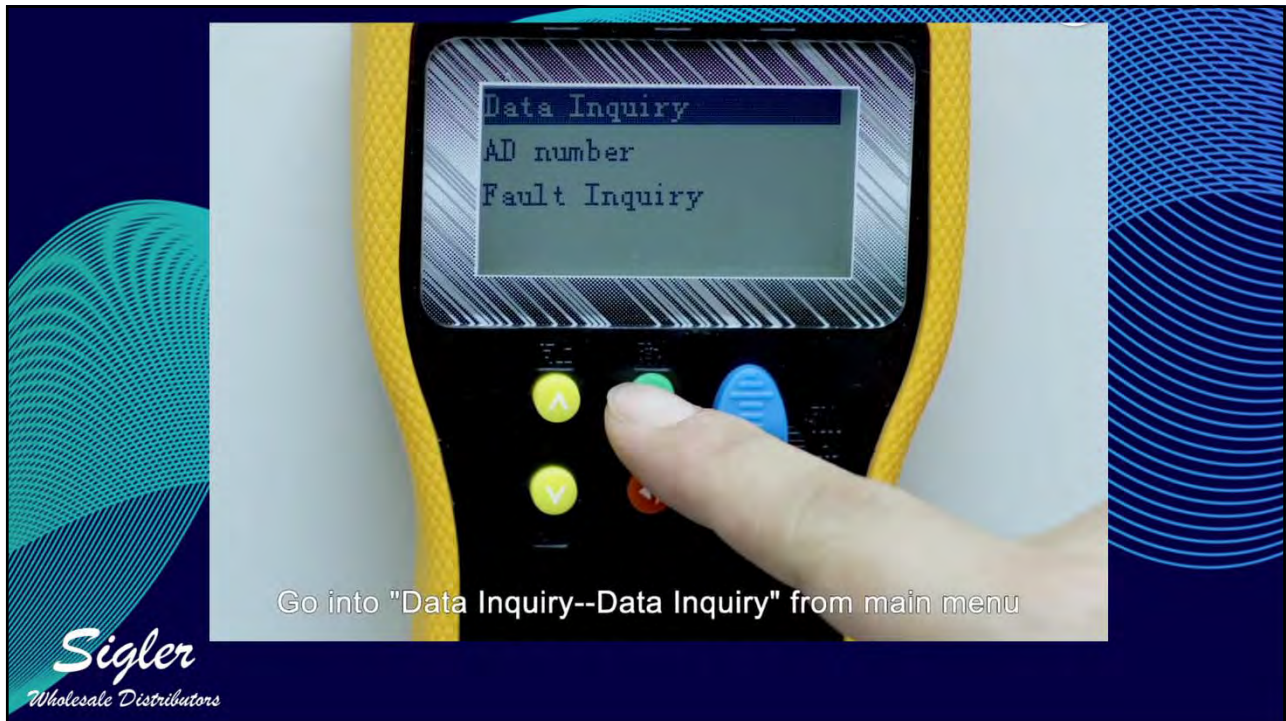 Data Inquiry
AD number
Fault Inquiry
Go into "Data Inquiry--Data Inquiry" from main menu
Sigler
Wholesale Distributors